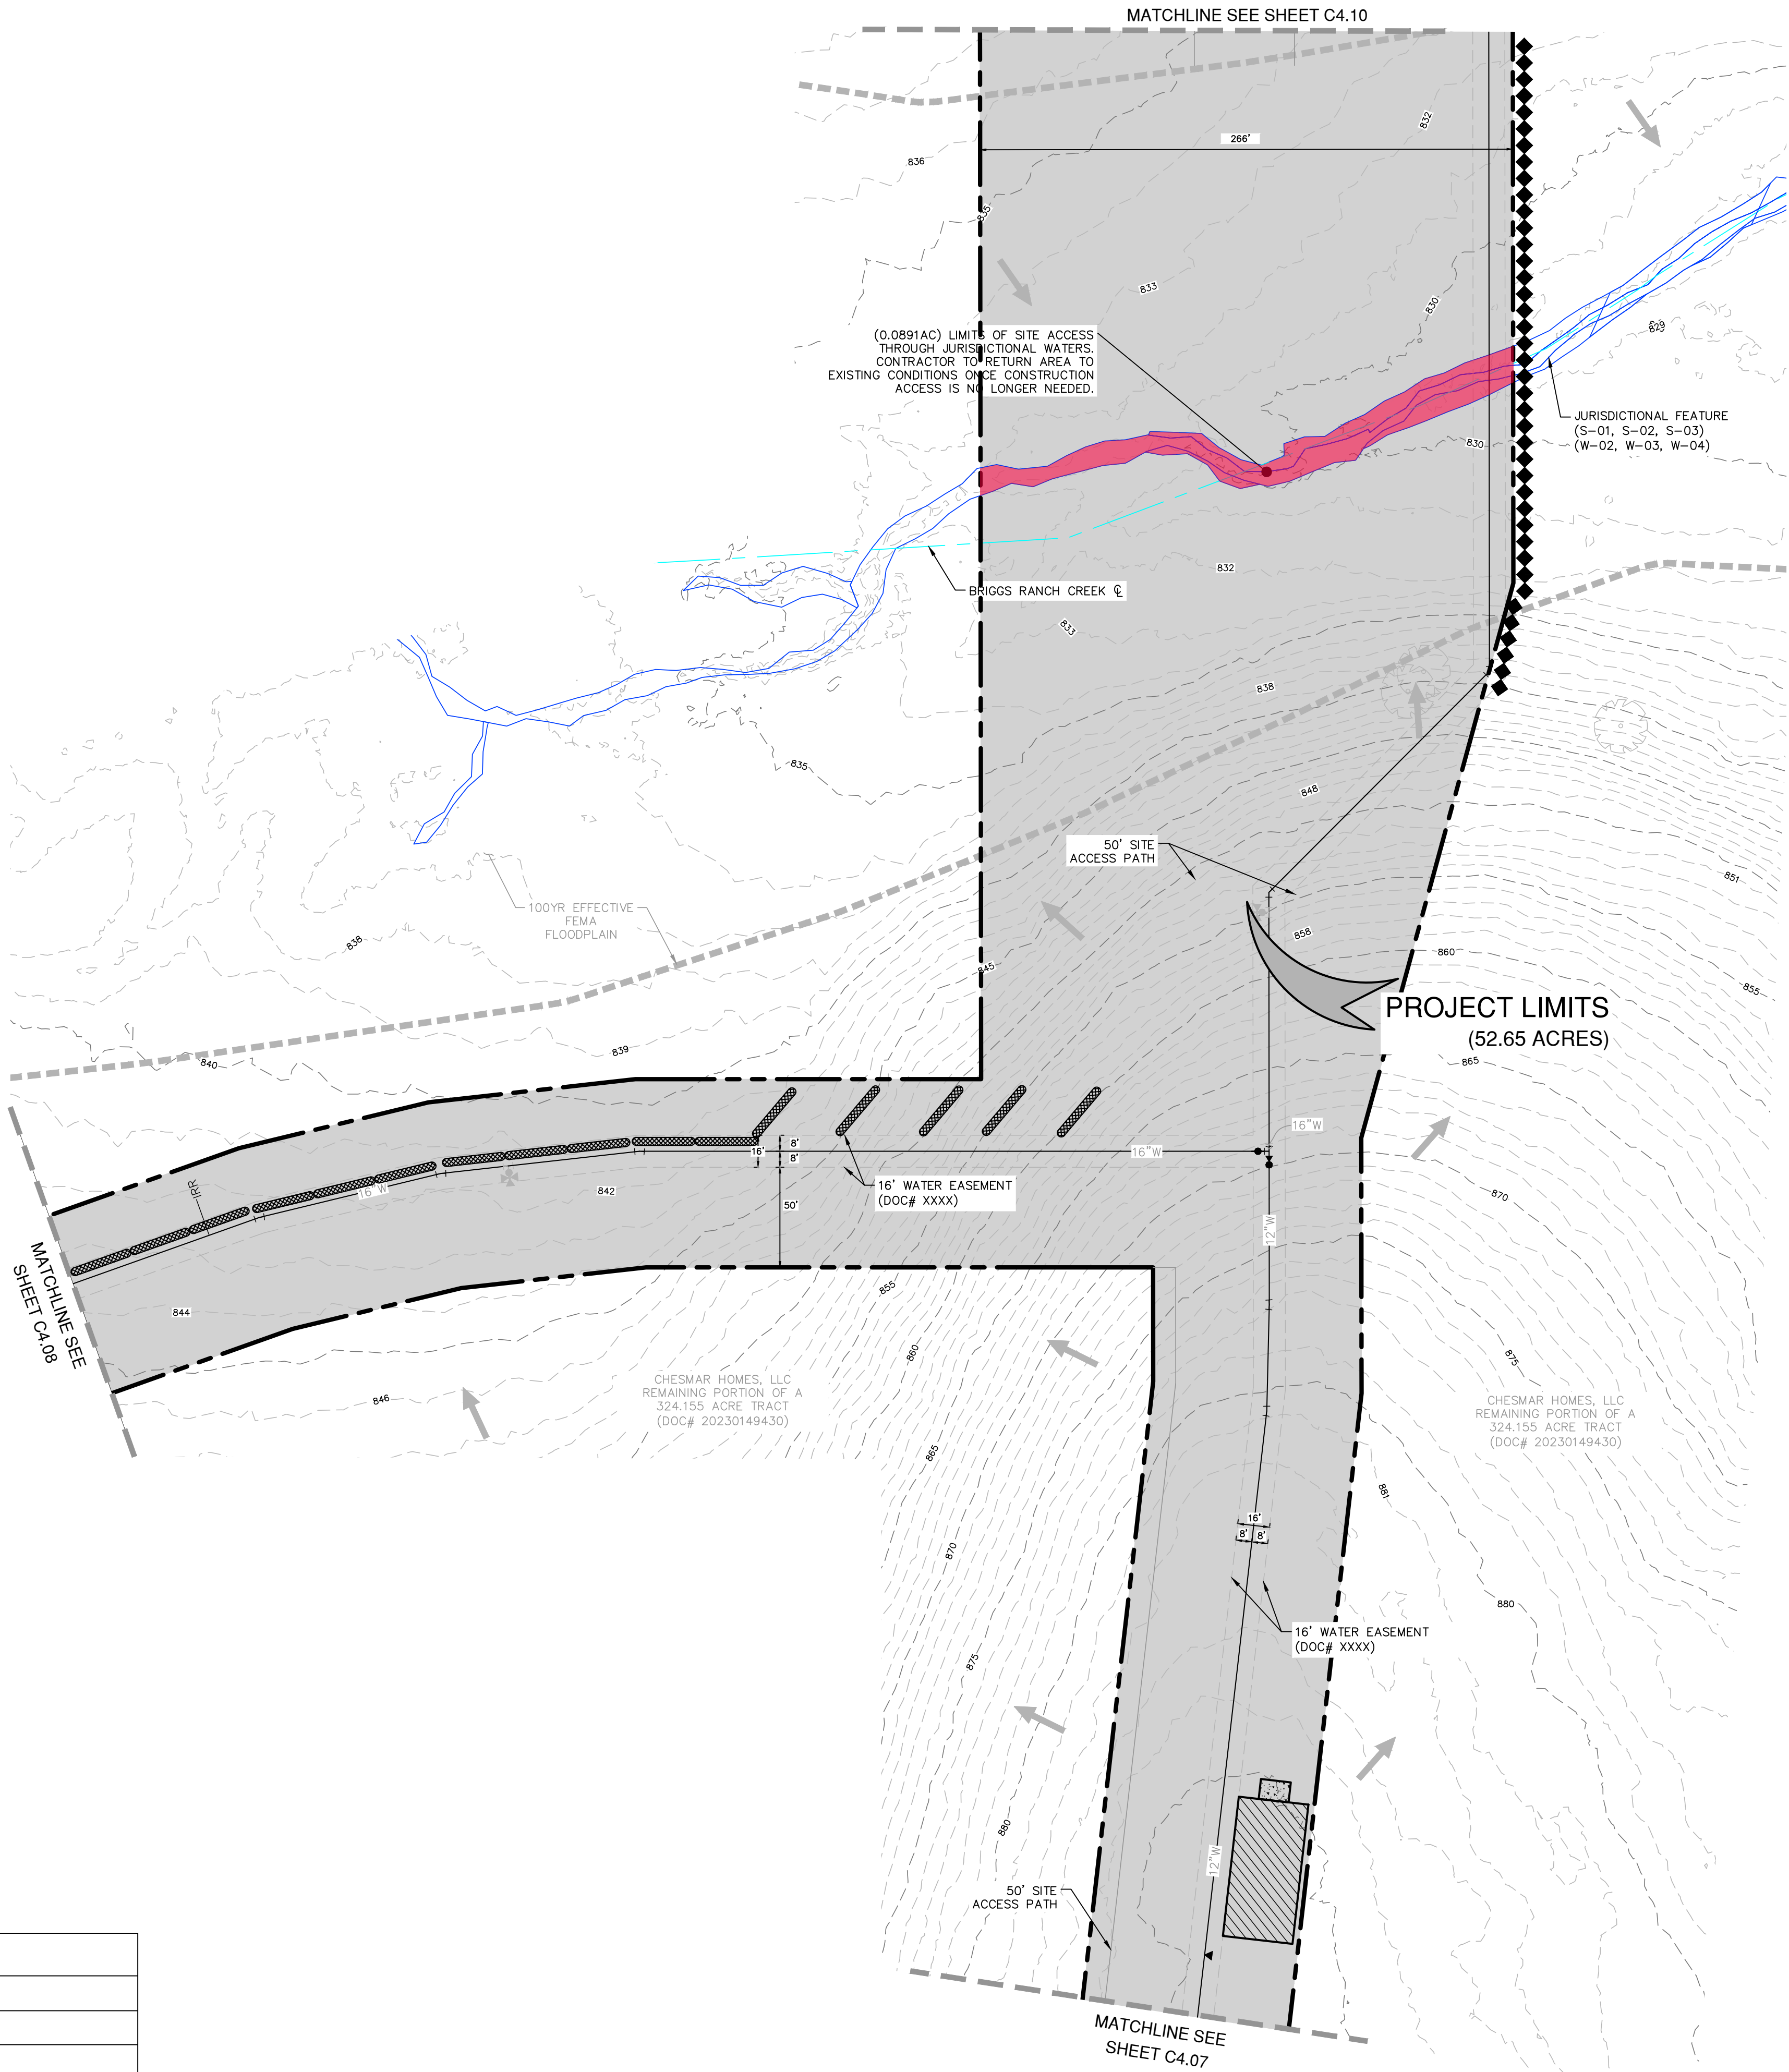 MATCHLINE SEE SHEET C4.10
832
266'
836
835
833
830
829
(0.0891AC) LIMITS OF SITE ACCESS
THROUGH JURISDICTIONAL WATERS.
CONTRACTOR TO RETURN AREA TO
EXISTING CONDITIONS ONCE CONSTRUCTION
ACCESS IS NO LONGER NEEDED.
JURISDICTIONAL FEATURE
(S-01, S-02, S-03)
(W-02, W-03, W-04)
830
832
BRIGGS RANCH CREEK ℄
833
838
835
848
50' SITE
ACCESS PATH
851
100YR EFFECTIVE
FEMA
FLOODPLAIN
838
858
860
845
855
PROJECT LIMITS
(52.65 ACRES)
839
840
865
16"W
8'
16'
8'
16"W
IRR
16"W
842
16' WATER EASEMENT
(DOC# XXXX)
870
50'
12"W
MATCHLINE SEE
SHEET C4.08
855
844
860
875
CHESMAR HOMES, LLC
REMAINING PORTION OF A
324.155 ACRE TRACT
(DOC# 20230149430)
846
CHESMAR HOMES, LLC
REMAINING PORTION OF A
324.155 ACRE TRACT
(DOC# 20230149430)
865
881
16'
8' 8'
870
880
16' WATER EASEMENT
(DOC# XXXX)
875
880
12"W
50' SITE
ACCESS PATH
MATCHLINE SEE
SHEET C4.07